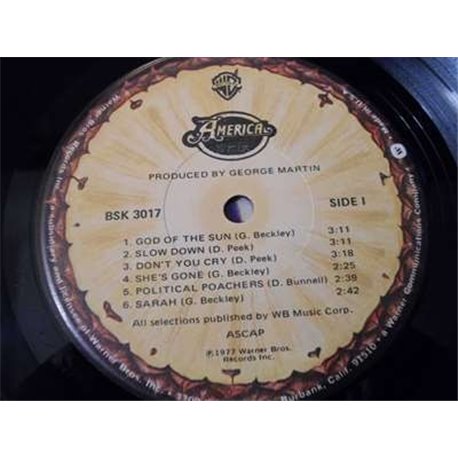 AMERICA
PRODUCED BY GEORGE MARTIN
BSK 3017
SIDE I
1. GOD OF THE SUN (G. Beckley) 3:11
2. SLOW DOWN (D. Peek) 3:11
3. DON'T YOU CRY (D. Peek) 3:18
4. SHE'S GONE (G. Beckley) 2:25
5. POLITICAL POACHERS (D. Bunnell) 2:39
6. SARAH (G. Beckley) 2:42
All selections published by WB Music Corp.
ASCAP
℗1977 Warner Bros.
Records Inc.
Burbank, Calif. 91510